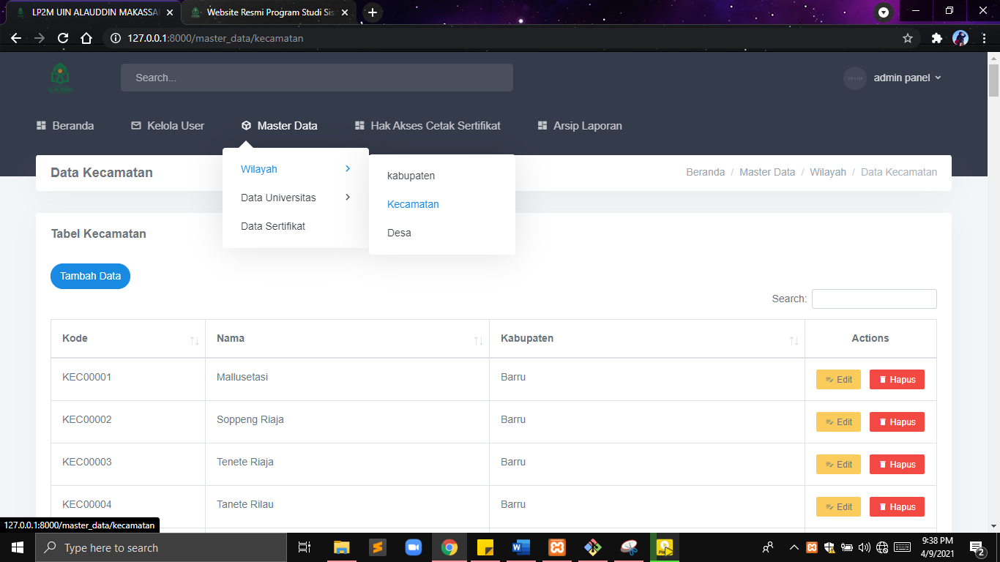 LP2M UIN ALAUDDIN MAKASSA
Website Resmi Program Studi Sis
127.0.0.1:8000/master_data/kecamatan
Search...
admin panel
Beranda
Kelola User
Master Data
Hak Akses Cetak Sertifikat
Arsip Laporan
Wilayah
Data Universitas
Data Sertifikat
kabupaten
Kecamatan
Desa
Data Kecamatan
Beranda / Master Data / Wilayah / Data Kecamatan
Tabel Kecamatan
Tambah Data
Search:
Kode Nama Kabupaten Actions
KEC00001 Mallusetasi Barru Edit Hapus
KEC00002 Soppeng Riaja Barru Edit Hapus
KEC00003 Tenete Riaja Barru Edit Hapus
KEC00004 Tanete Rilau Barru Edit Hapus
127.0.0.1:8000/master_data/kecamatan
Type here to search
9:38 PM
4/9/2021
2